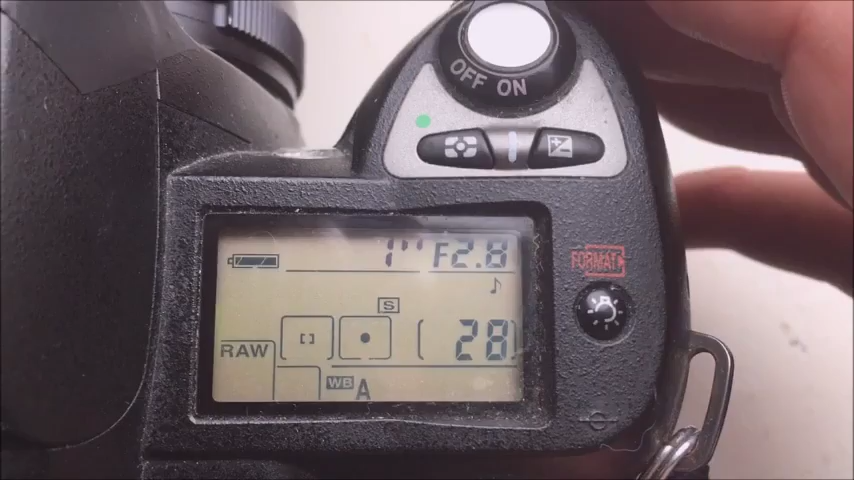 OFF ON
1" F2.8
FORMAT
S
[ 28]
RAW
WB A